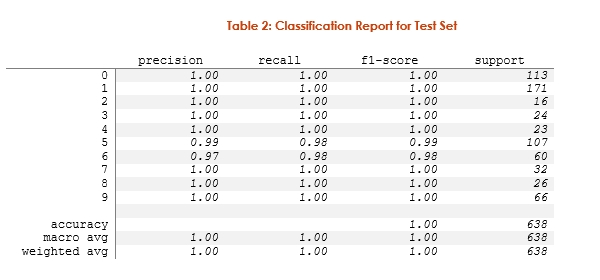 Table 2: Classification Report for Test Set
precision recall f1-score support
0 1.00 1.00 1.00 113
1 1.00 1.00 1.00 171
2 1.00 1.00 1.00 16
3 1.00 1.00 1.00 24
4 1.00 1.00 1.00 23
5 0.99 0.98 0.99 107
6 0.97 0.98 0.98 60
7 1.00 1.00 1.00 32
8 1.00 1.00 1.00 26
9 1.00 1.00 1.00 66
accuracy 1.00 638
macro avg 1.00 1.00 1.00 638
weighted avg 1.00 1.00 1.00 638